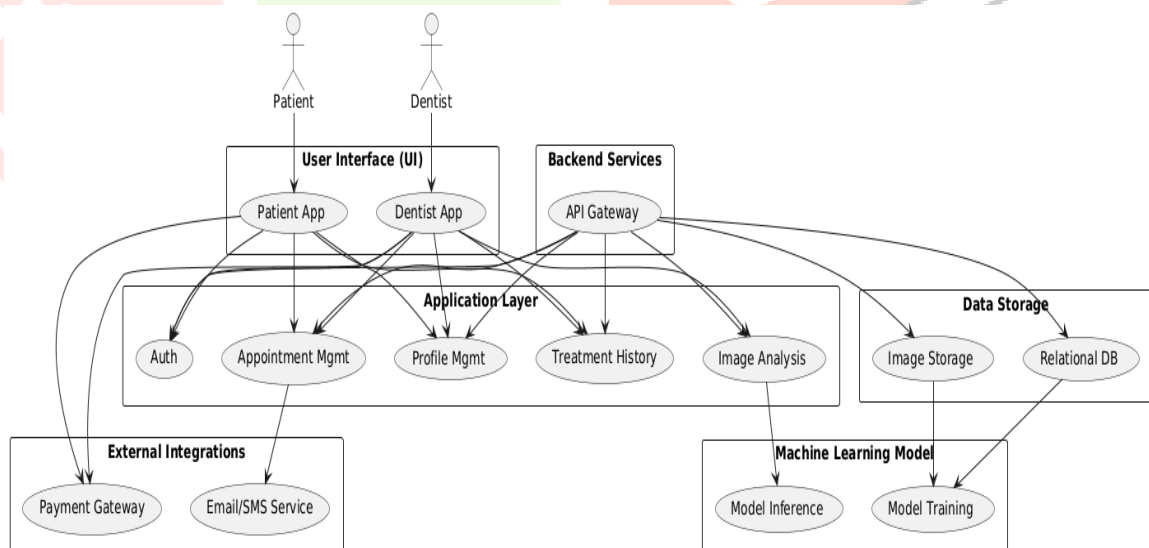 Patient
Dentist
User Interface (UI)
Backend Services
Patient App
Dentist App
API Gateway
Application Layer
Data Storage
Auth
Appointment Mgmt
Profile Mgmt
Treatment History
Image Analysis
Image Storage
Relational DB
External Integrations
Machine Learning Model
Payment Gateway
Email/SMS Service
Model Inference
Model Training